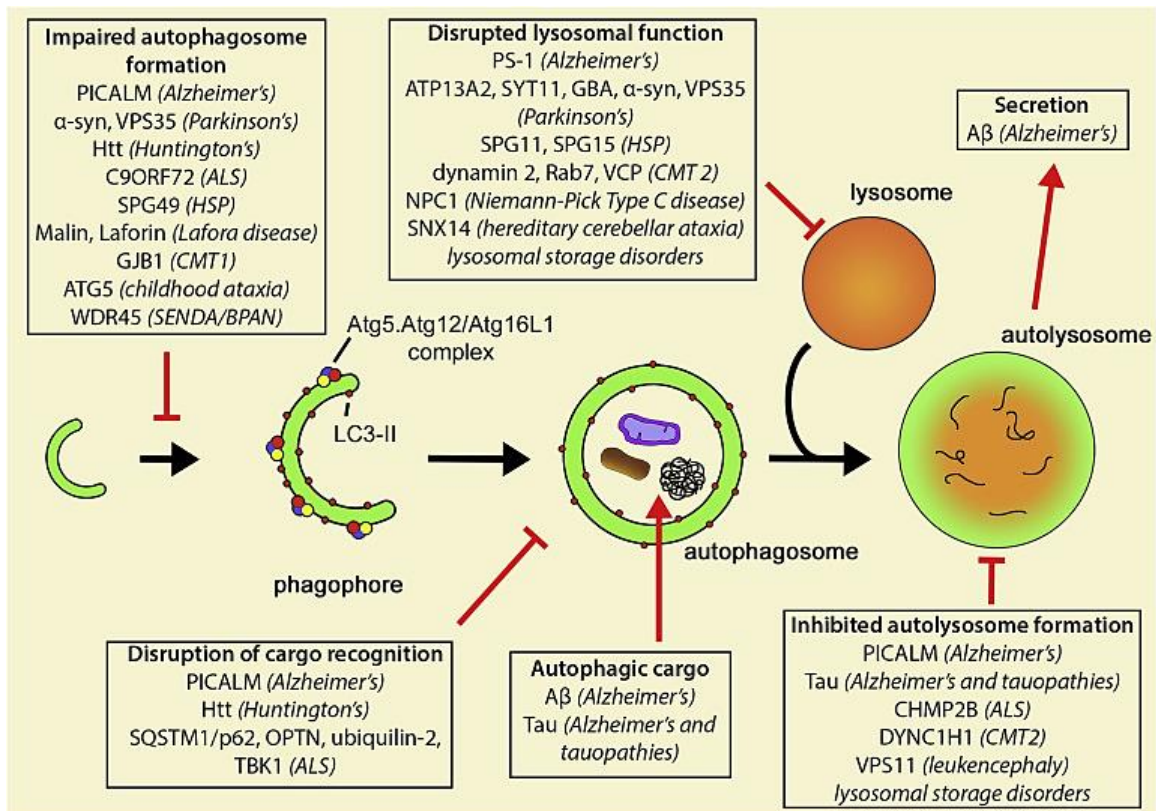 Impaired autophagosome
formation
PICALM (Alzheimer's)
α-syn, VPS35 (Parkinson's)
Htt (Huntington's)
C9ORF72 (ALS)
SPG49 (HSP)
Malin, Laforin (Lafora disease)
GJB1 (CMT1)
ATG5 (childhood ataxia)
WDR45 (SENDA/BPAN)
Disrupted lysosomal function
PS-1 (Alzheimer's)
ATP13A2, SYT11, GBA, α-syn, VPS35
(Parkinson's)
SPG11, SPG15 (HSP)
dynamin 2, Rab7, VCP (CMT 2)
NPC1 (Niemann-Pick Type C disease)
SNX14 (hereditary cerebellar ataxia)
lysosomal storage disorders
Secretion
Aβ (Alzheimer's)
lysosome
autolysosome
Atg5.Atg12/Atg16L1
complex
LC3-II
phagophore
autophagosome
Disruption of cargo recognition
PICALM (Alzheimer's)
Htt (Huntington's)
SQSTM1/p62, OPTN, ubiquilin-2,
TBK1 (ALS)
Autophagic cargo
Aβ (Alzheimer's)
Tau (Alzheimer's and
tauopathies)
Inhibited autolysosome formation
PICALM (Alzheimer's)
Tau (Alzheimer's and tauopathies)
CHMP2B (ALS)
DYNC1H1 (CMT2)
VPS11 (leukencephaly)
lysosomal storage disorders